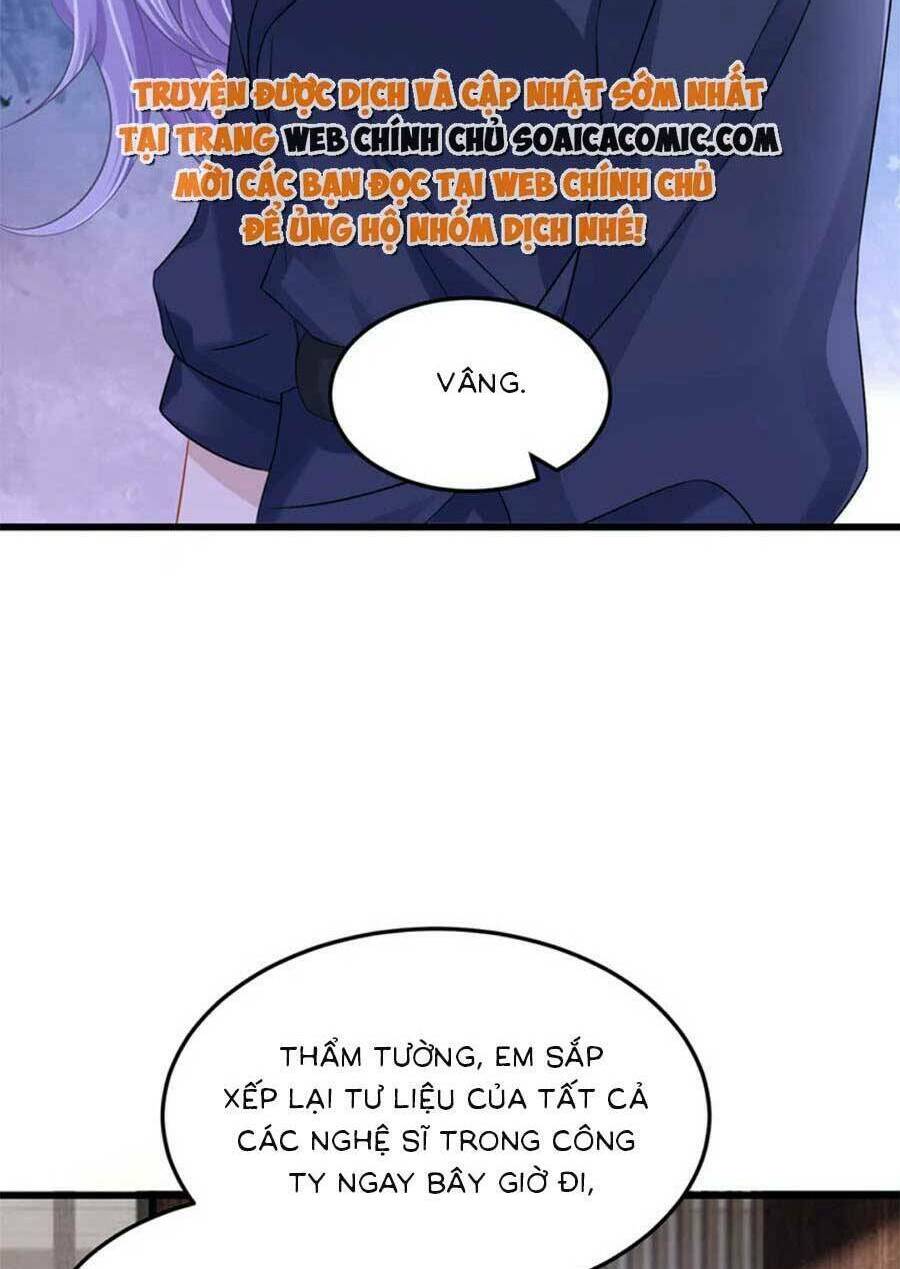 TRUYỆN ĐƯỢC DỊCH VÀ CẬP NHẬT SỚM NHẤT
TẠI TRANG WEB CHÍNH CHỦ SOAICACOMIC.COM
MỜI CÁC BẠN ĐỌC TẠI WEB CHÍNH CHỦ
ĐỂ ỦNG HỘ NHÓM DỊCH NHÉ!
VÂNG.
THẨM TƯỜNG, EM SẮP
XẾP LẠI TƯ LIỆU CỦA TẤT CẢ
CÁC NGHỆ SĨ TRONG CÔNG
TY NGAY BÂY GIỜ ĐI,